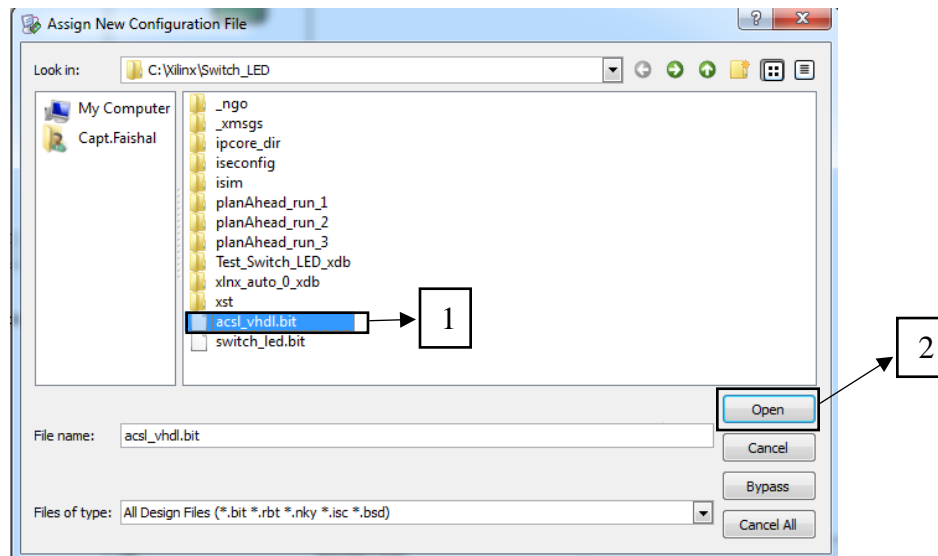 Assign New Configuration File
Look in: C:\Xilinx\Switch_LED
My Computer
Capt.Faishal
_ngo
_xmsgs
ipcore_dir
iseconfig
isim
planAhead_run_1
planAhead_run_2
planAhead_run_3
Test_Switch_LED_xdb
xlnx_auto_0_xdb
xst
acsl_vhdl.bit
switch_led.bit
1
2
Open
File name: acsl_vhdl.bit
Cancel
Bypass
Files of type: All Design Files (*.bit *.rbt *.nky *.isc *.bsd)
Cancel All